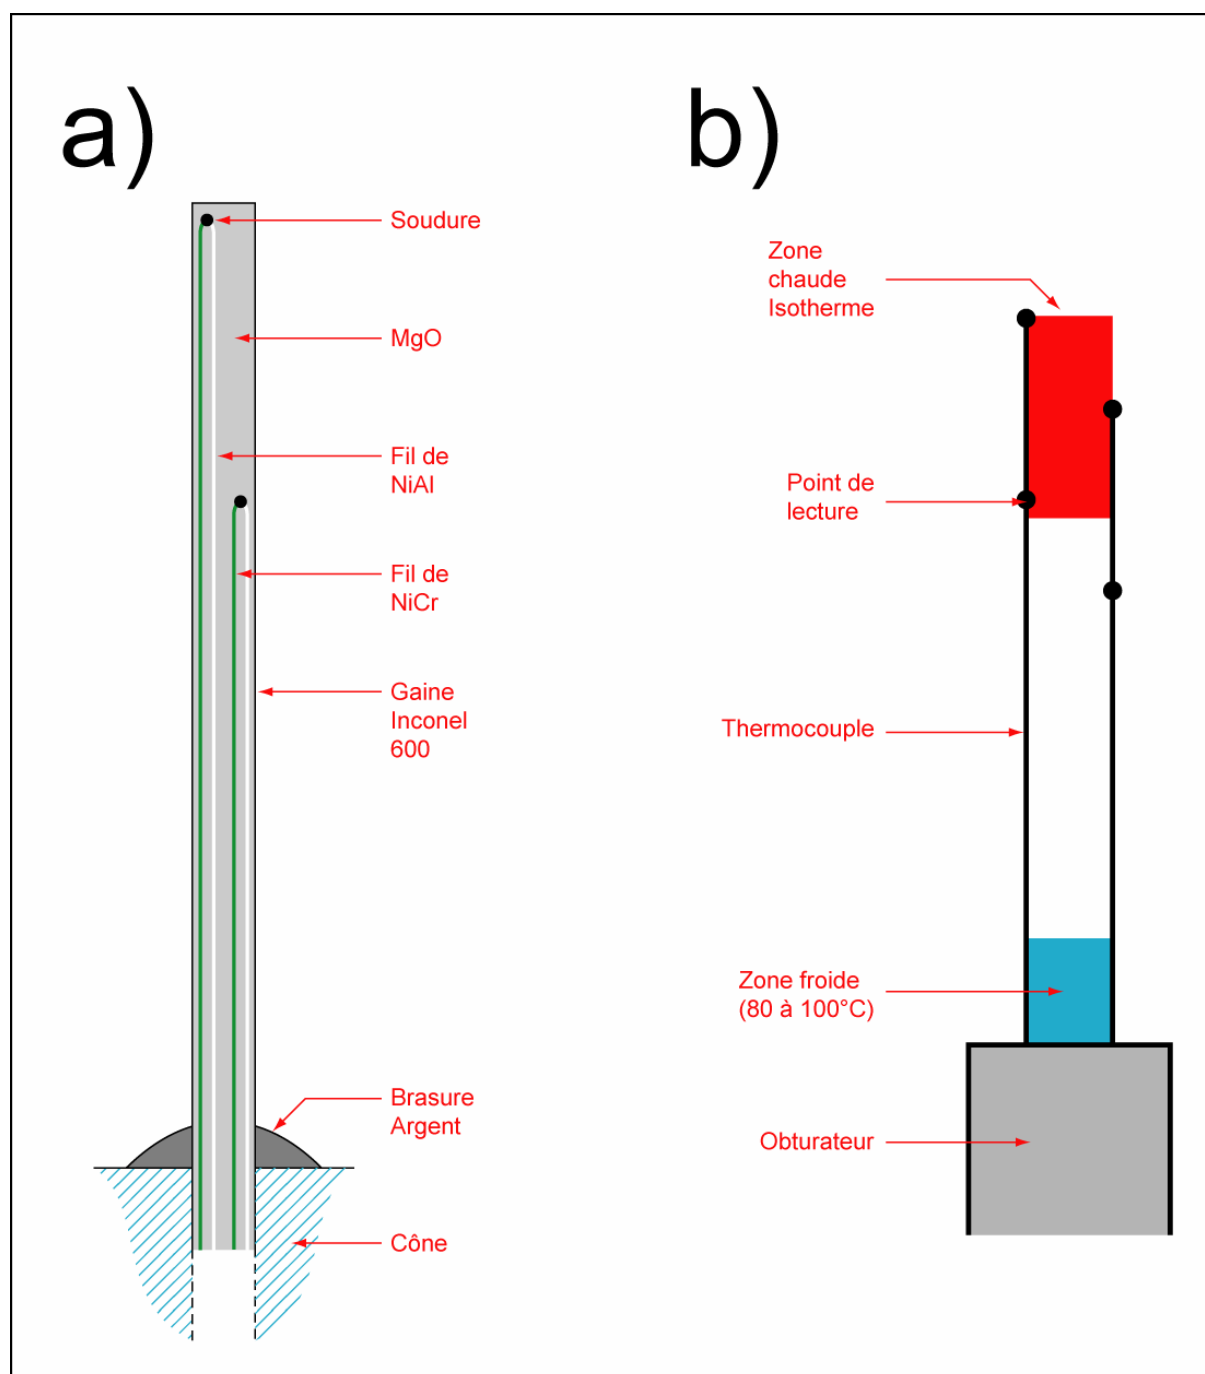 a)
Soudure
MgO
Fil de
NiAl
Fil de
NiCr
Gaine
Inconel
600
Brasure
Argent
Cône
b)
Zone
chaude
Isotherme
Point de
lecture
Thermocouple
Zone froide
(80 à 100°C)
Obturateur